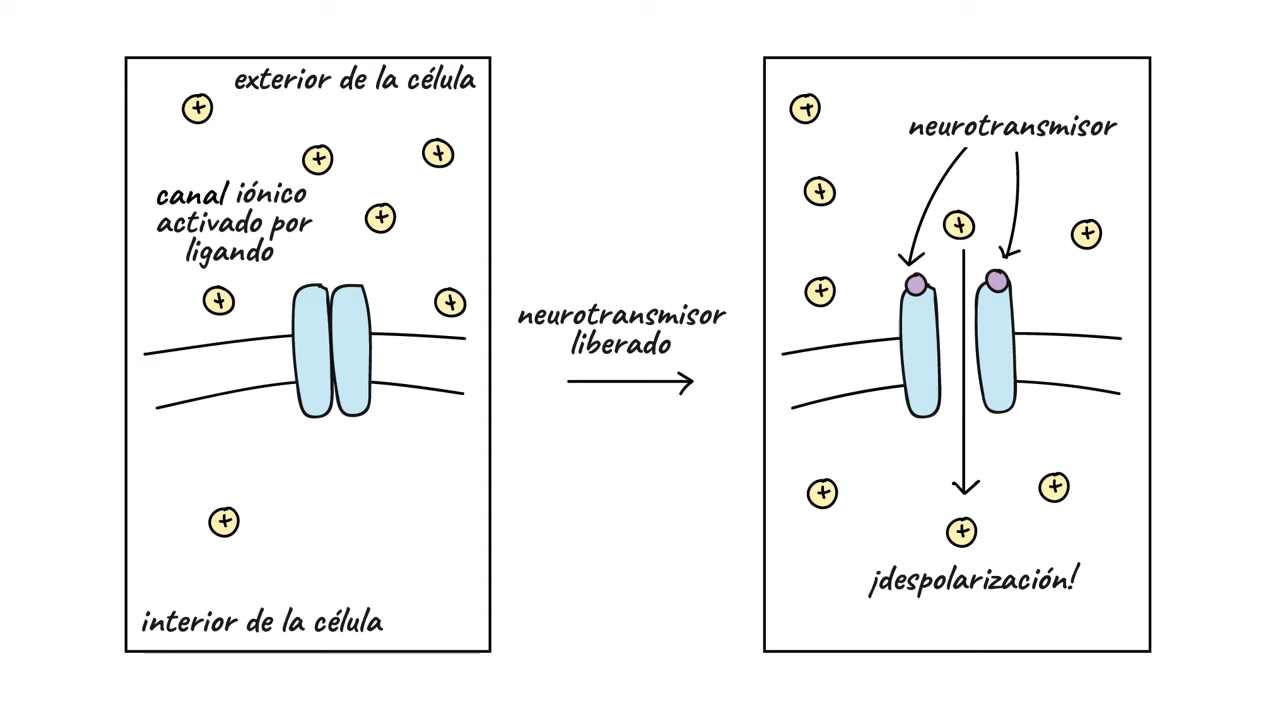 exterior de la célula
canal iónico
activado por
ligando
interior de la célula
neurotransmisor
liberado
neurotransmisor
¡despolarización!